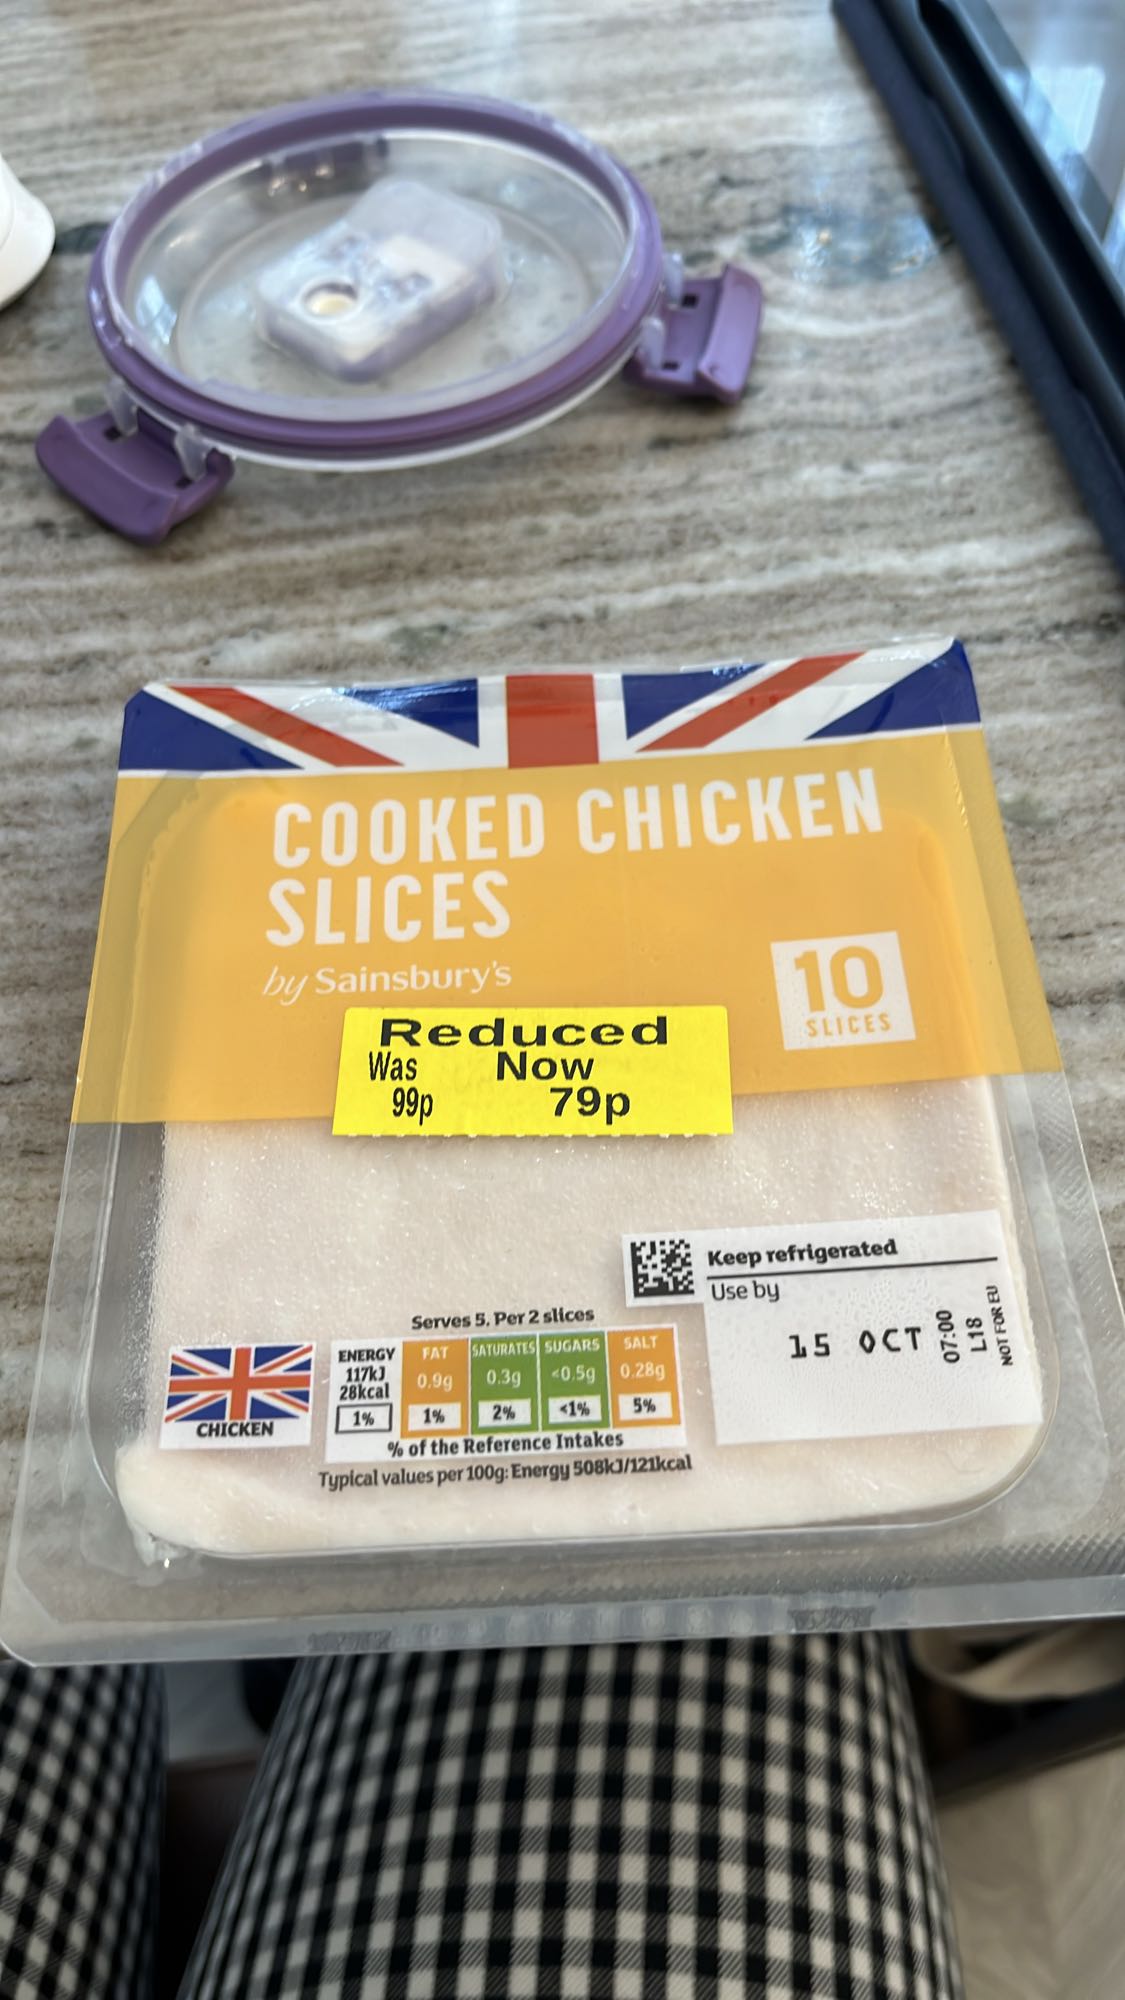 COOKED CHICKEN
SLICES
by Sainsbury's
10
SLICES
Reduced
Was Now
99p 79p
Keep refrigerated
Use by
15 OCT
07:00
L18
NOT FOR EU
Serves 5. Per 2 slices
CHICKEN
ENERGY
117kJ
28kcal
1%
FAT
0.9g
1%
SATURATES
0.3g
2%
SUGARS
<0.5g
<1%
SALT
0.28g
5%
% of the Reference Intakes
Typical values per 100g: Energy 508kJ/121kcal